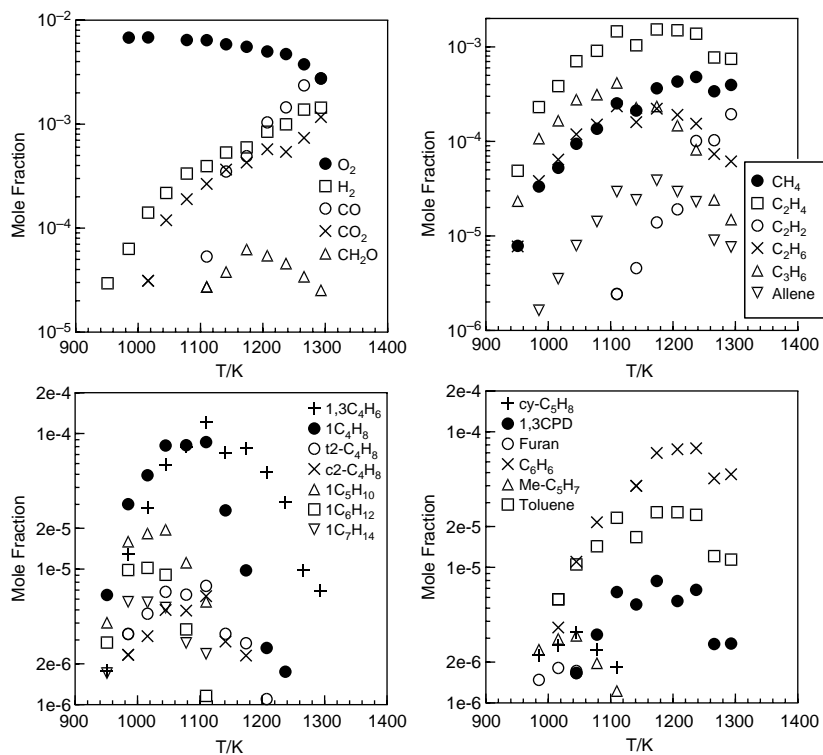 10⁻²
10⁻³
10⁻⁴
10⁻⁵
Mole Fraction
O₂
H₂
CO
CO₂
CH₂O
900 1000 1100 1200 1300 1400
T/K
10⁻³
10⁻⁴
10⁻⁵
10⁻⁶
Mole Fraction
CH₄
C₂H₄
C₂H₂
C₂H₆
C₃H₆
Allene
900 1000 1100 1200 1300 1400
T/K
2e-4
1e-4
2e-5
1e-5
2e-6
1e-6
Mole Fraction
1,3C₄H₆
1C₄H₈
t2-C₄H₈
c2-C₄H₈
1C₅H₁₀
1C₆H₁₂
1C₇H₁₄
900 1000 1100 1200 1300 1400
T/K
2e-4
1e-4
2e-5
2e-5
2e-6
1e-6
Mole Fraction
cy-C₅H₈
1,3CPD
Furan
C₆H₆
Me-C₅H₇
Toluene
900 1000 1100 1200 1300 1400
T/K